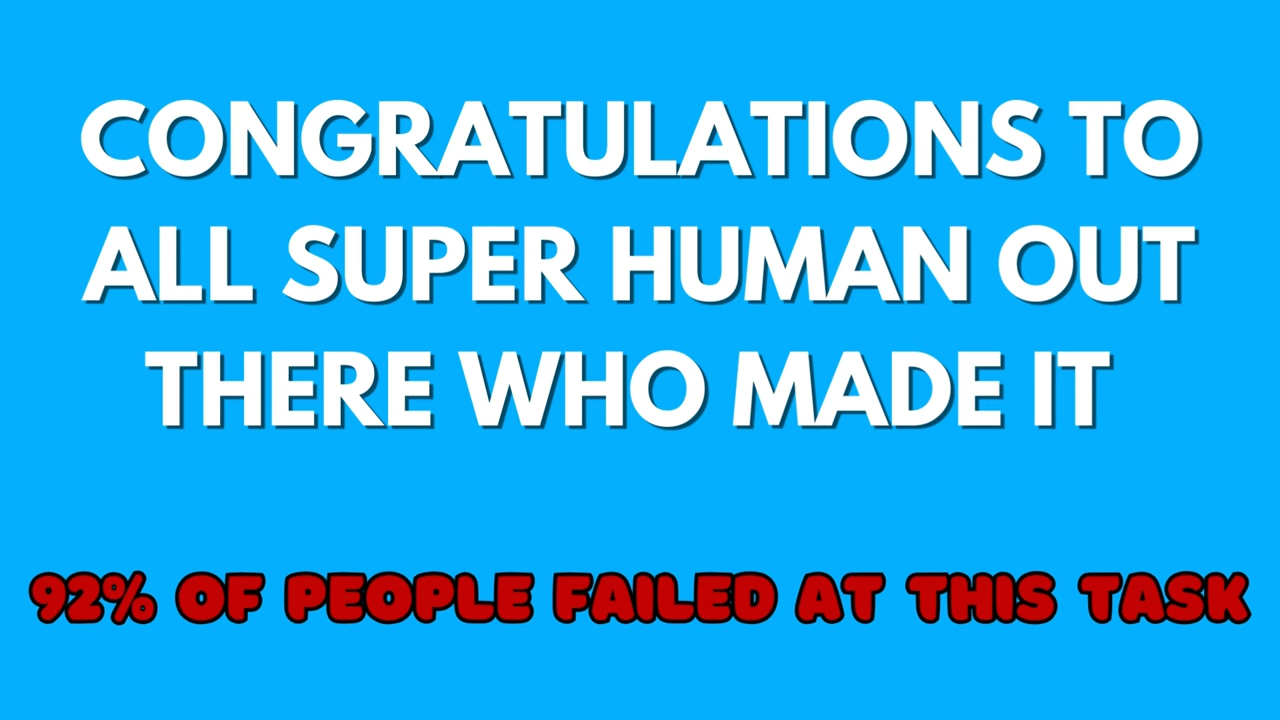 CONGRATULATIONS TO
ALL SUPER HUMAN OUT
THERE WHO MADE IT
92% OF PEOPLE FAILED AT THIS TASK